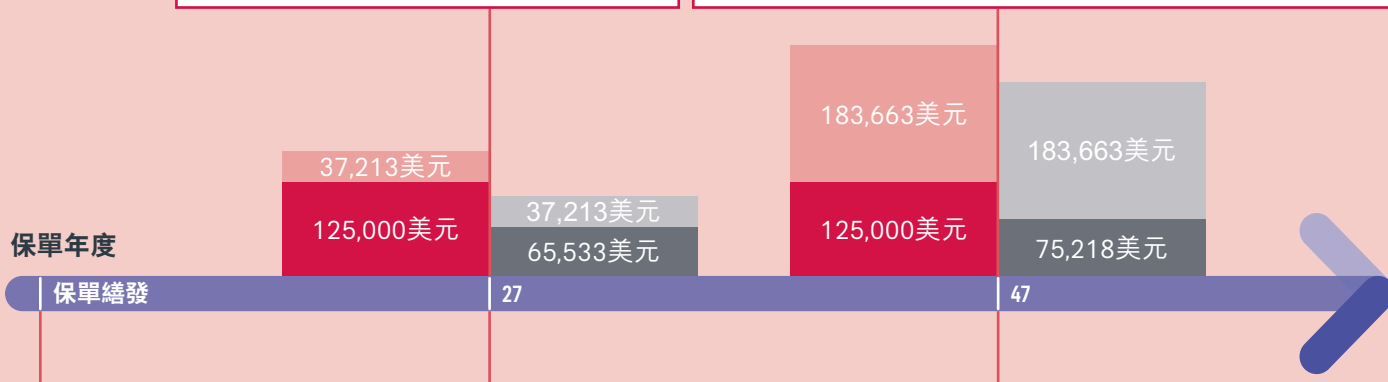 183,663美元
183,663美元
37,213美元
37,213美元
125,000美元
125,000美元
保單年度
65,533美元
75,218美元
保單繕發
27
47